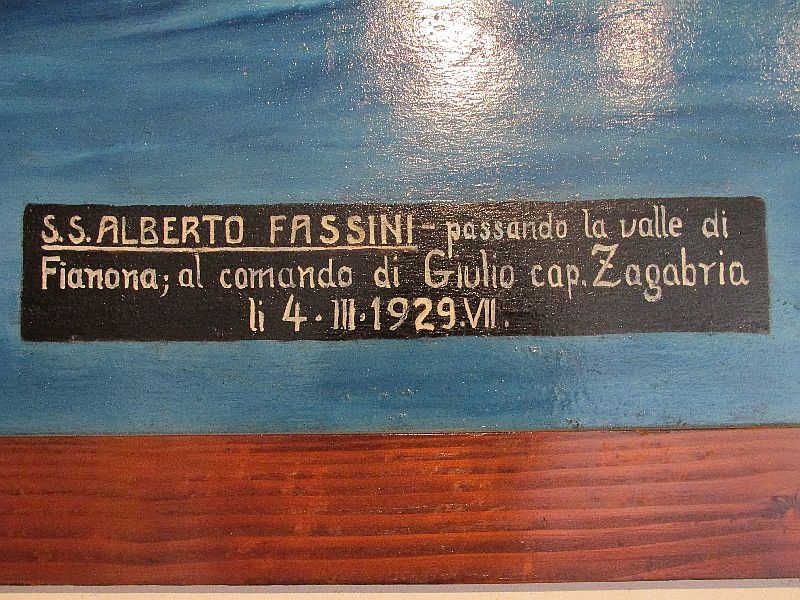 S.S. ALBERTO FASSINI - passando la valle di
Fianona; al comando di Giulio cap. Zagabria
li 4 · III · 1929. VII.